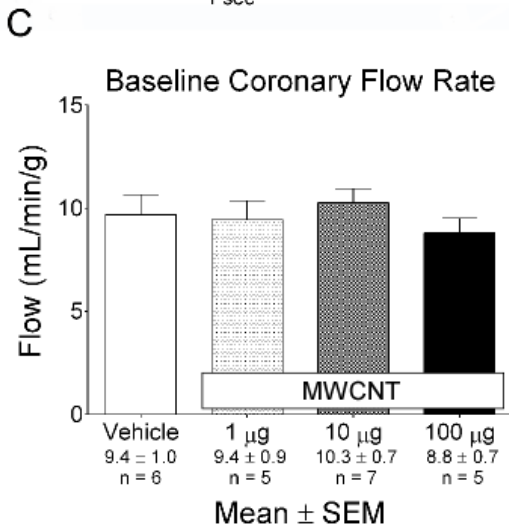 1 sec
C
Baseline Coronary Flow Rate
15
10
5
0
Flow (mL/min/g)
MWCNT
Vehicle 1 µg 10 µg 100 µg
9.4 ± 1.0 9.4 ± 0.9 10.3 ± 0.7 8.8 ± 0.7
n = 6 n = 5 n = 7 n = 5
Mean ± SEM